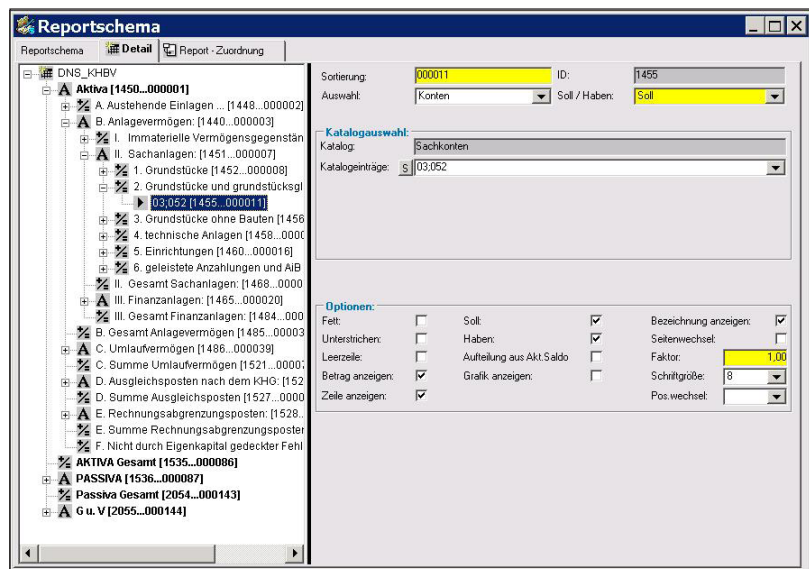 Reportschema
Reportschema Detail Report - Zuordnung
DNS_KHBV
Aktiva [1450...000001]
A. Austehende Einlagen ... [1448...000002]
B. Anlagevermögen: [1440...000003]
I. Immaterielle Vermögensgegenstän
II. Sachanlagen: [1451...000007]
1. Grundstücke [1452...000008]
2. Grundstücke und grundstücksgl
03;052 [1455...000011]
3. Grundstücke ohne Bauten [1456
4. technische Anlagen [1458...000
5. Einrichtungen [1460...000016]
6. geleistete Anzahlungen und AiB
II. Gesamt Sachanlagen: [1468...0000
III. Finanzanlagen: [1465...000020]
III. Gesamt Finanzanlagen: [1484...000
B. Gesamt Anlagevermögen [1485...00003
C. Umlaufvermögen [1486...000039]
C. Summe Umlaufvermögen [1521...0000
D. Ausgleichsposten nach dem KHG: [152
D. Summe Ausgleichsposten [1527...0000
E. Rechnungsabgrenzungsposten: [1528..
E. Summe Rechnungsabgrenzungsposter
F. Nicht durch Eigenkapital gedeckter Fehl
AKTIVA Gesamt [1535...000086]
PASSIVA [1536...000087]
Passiva Gesamt [2054...000143]
G u. V [2055...000144]
Sortierung: 000011 ID: 1455
Auswahl: Konten Soll / Haben: Soll
Katalogauswahl:
Katalog: Sachkonten
Katalogeinträge: S 03;052
Optionen:
Fett: Soll: Bezeichnung anzeigen:
Unterstrichen: Haben: Seitenwechsel:
Leerzeile: Aufteilung aus Akt.Saldo Faktor: 1,00
Betrag anzeigen: Grafik anzeigen: Schriftgröße: 8
Zeile anzeigen: Pos.wechsel: